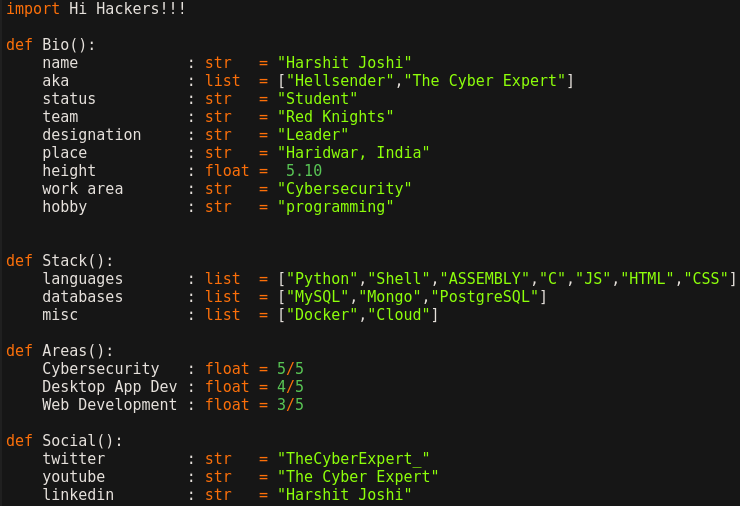 import Hi Hackers!!!
def Bio():
    name            : str   = "Harshit Joshi"
    aka             : list  = ["Hellsender","The Cyber Expert"]
    status          : str   = "Student"
    team            : str   = "Red Knights"
    designation     : str   = "Leader"
    place           : str   = "Haridwar, India"
    height          : float =  5.10
    work area       : str   = "Cybersecurity"
    hobby           : str   = "programming"
def Stack():
    languages       : list  = ["Python","Shell","ASSEMBLY","C","JS","HTML","CSS"]
    databases       : list  = ["MySQL","Mongo","PostgreSQL"]
    misc            : list  = ["Docker","Cloud"]
def Areas():
    Cybersecurity   : float = 5/5
    Desktop App Dev : float = 4/5
    Web Development : float = 3/5
def Social():
    twitter         : str   = "TheCyberExpert_"
    youtube         : str   = "The Cyber Expert"
    linkedin        : str   = "Harshit Joshi"